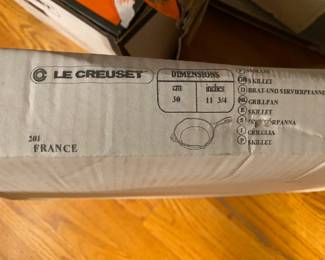 LE CREUSET
DIMENSIONS
cm inches
30 11 3/4
SKILLET
BRAT-UND SERVIERPFANNE
GRILLPAN
SKILLET
GRIGLIA
SKILLET
201
FRANCE